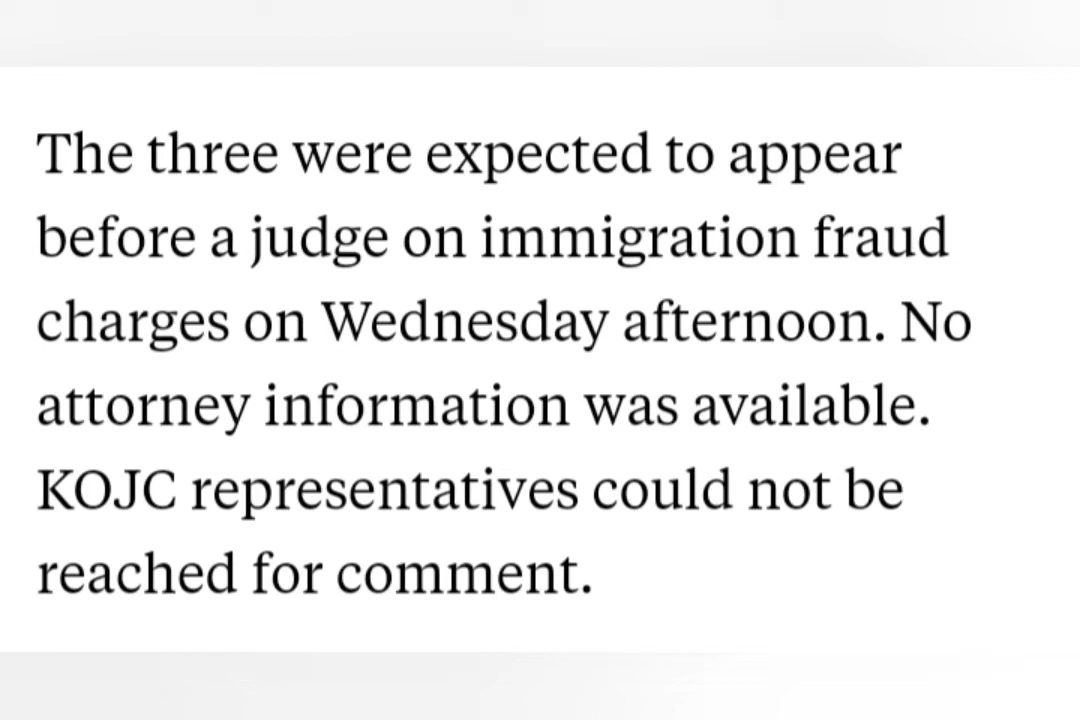 The three were expected to appear
before a judge on immigration fraud
charges on Wednesday afternoon. No
attorney information was available.
KOJC representatives could not be
reached for comment.